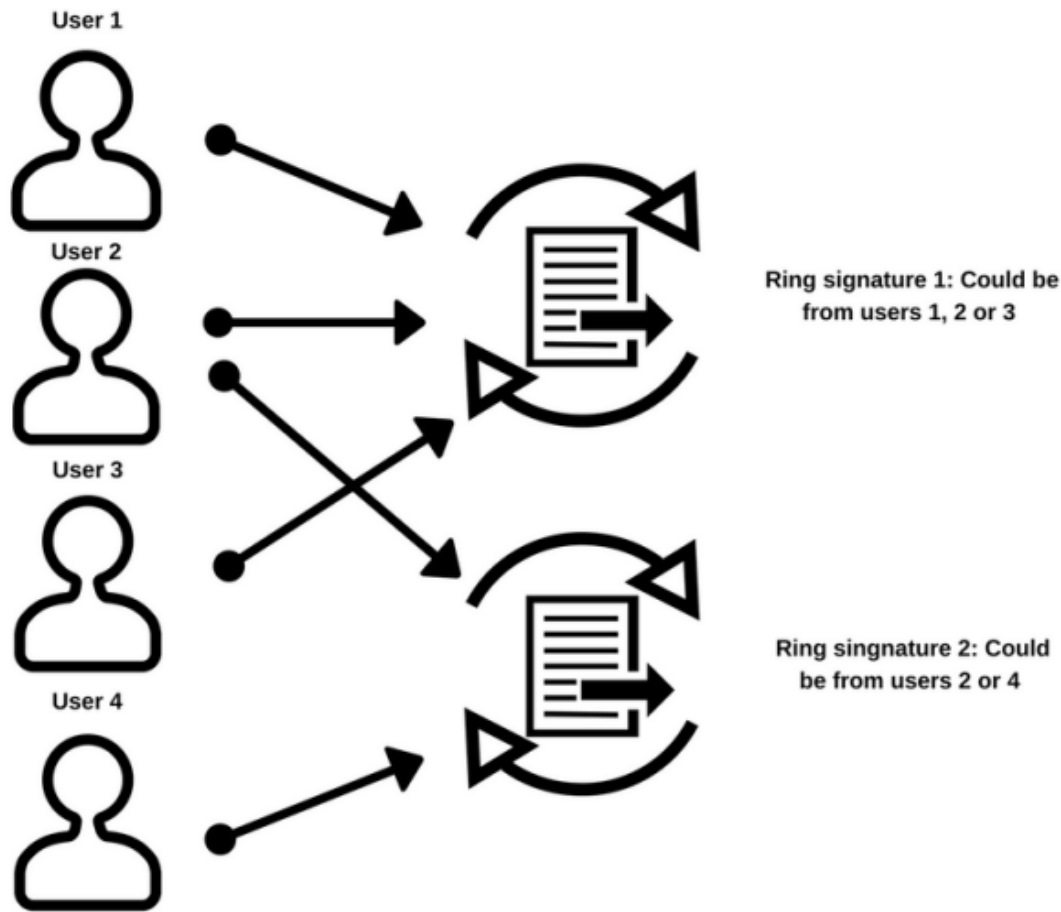 User 1
User 2
User 3
User 4
Ring signature 1: Could be
from users 1, 2 or 3
Ring singnature 2: Could
be from users 2 or 4